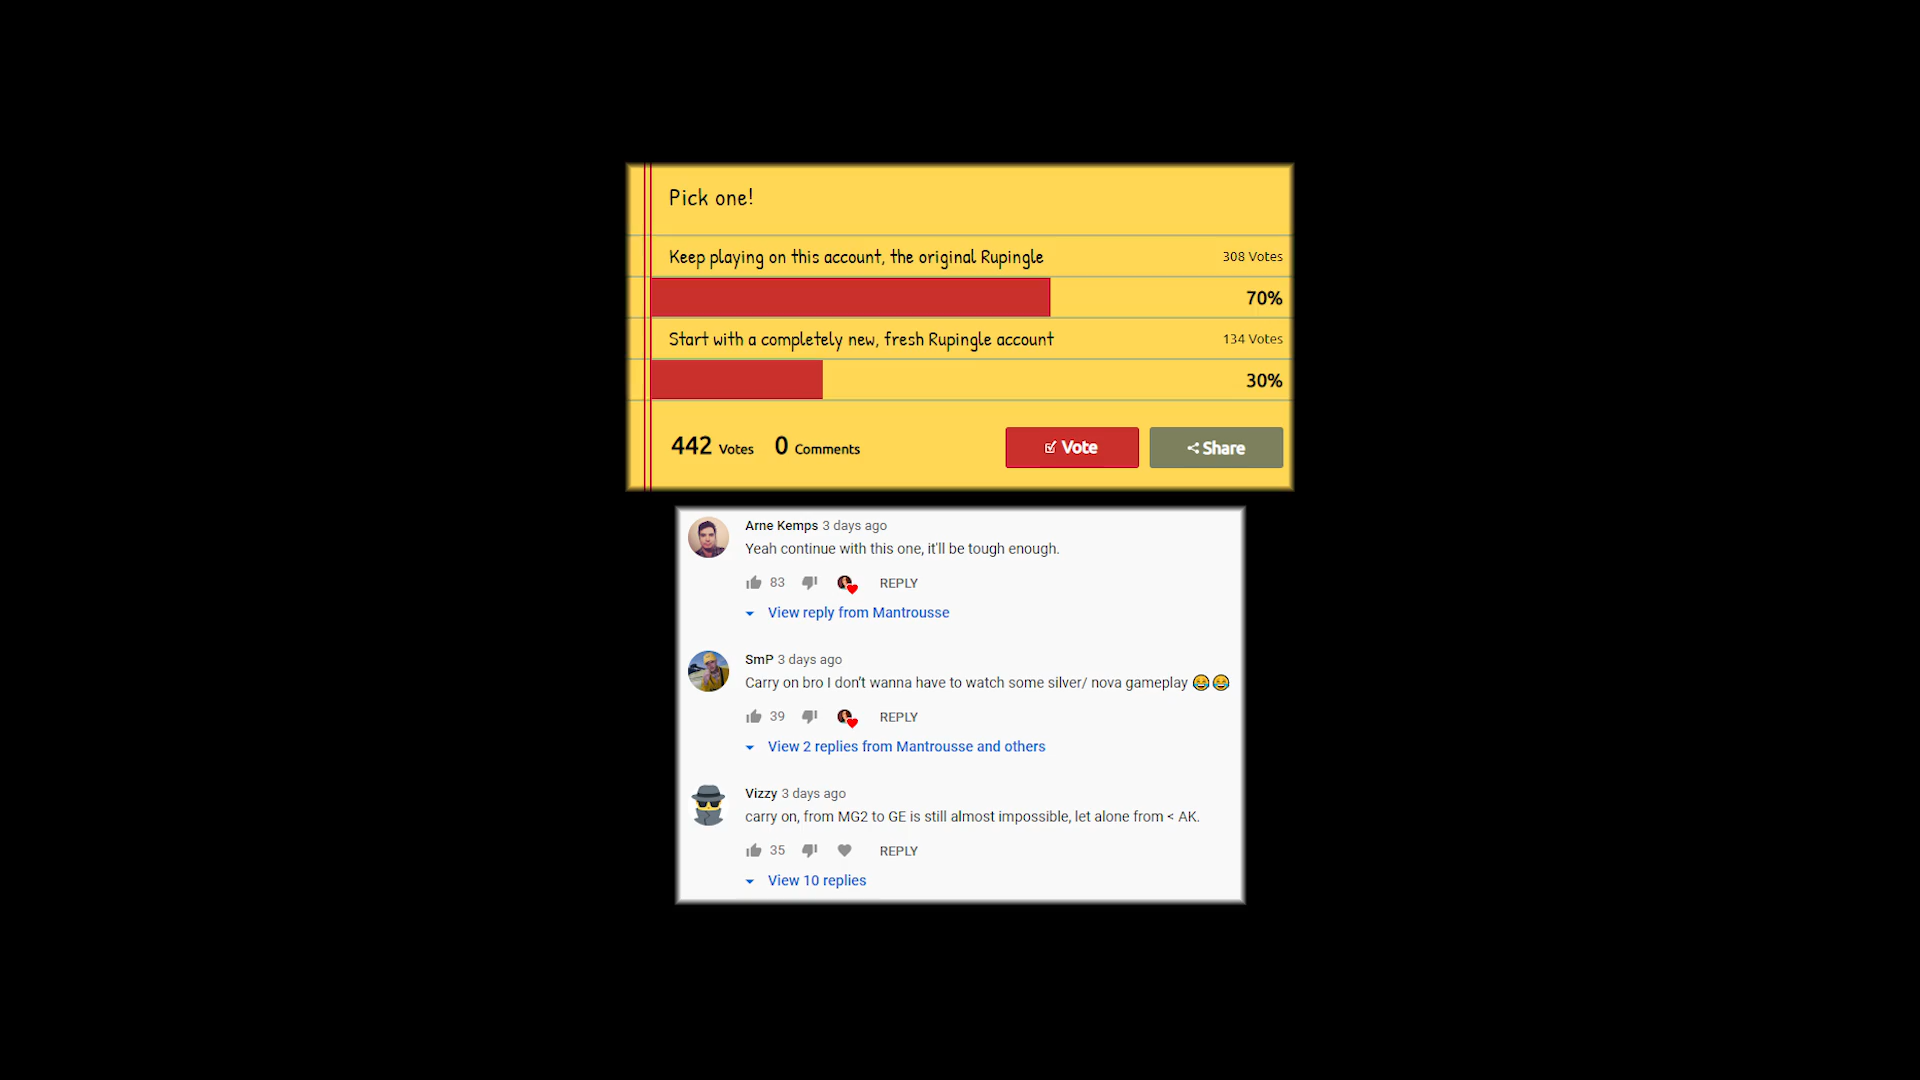 Pick one!
Keep playing on this account, the original Rupingle 308 Votes
70%
Start with a completely new, fresh Rupingle account 134 Votes
30%
442 Votes 0 Comments Vote Share
Arne Kemps 3 days ago
Yeah continue with this one, it'll be tough enough.
83 REPLY
View reply from Mantrousse
SmP 3 days ago
Carry on bro I don’t wanna have to watch some silver/ nova gameplay 😂😂
39 REPLY
View 2 replies from Mantrousse and others
Vizzy 3 days ago
carry on, from MG2 to GE is still almost impossible, let alone from < AK.
35 REPLY
View 10 replies